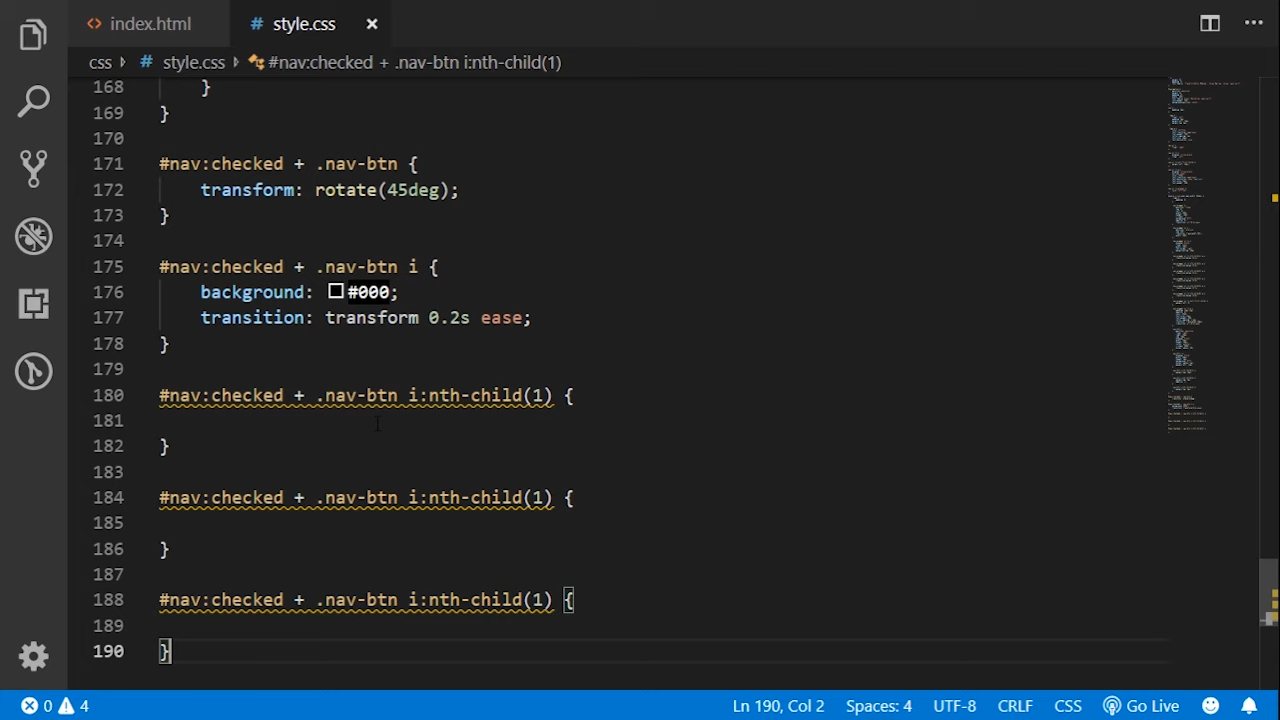 index.html
style.css
css
style.css
#nav:checked + .nav-btn i:nth-child(1)
168 }
169 }
170
171 #nav:checked + .nav-btn {
172 transform: rotate(45deg);
173 }
174
175 #nav:checked + .nav-btn i {
176 background: #000;
177 transition: transform 0.2s ease;
178 }
179
180 #nav:checked + .nav-btn i:nth-child(1) {
181
182 }
183
184 #nav:checked + .nav-btn i:nth-child(1) {
185
186 }
187
188 #nav:checked + .nav-btn i:nth-child(1) {
189
190 }
0 4 Ln 190, Col 2 Spaces: 4 UTF-8 CRLF CSS Go Live